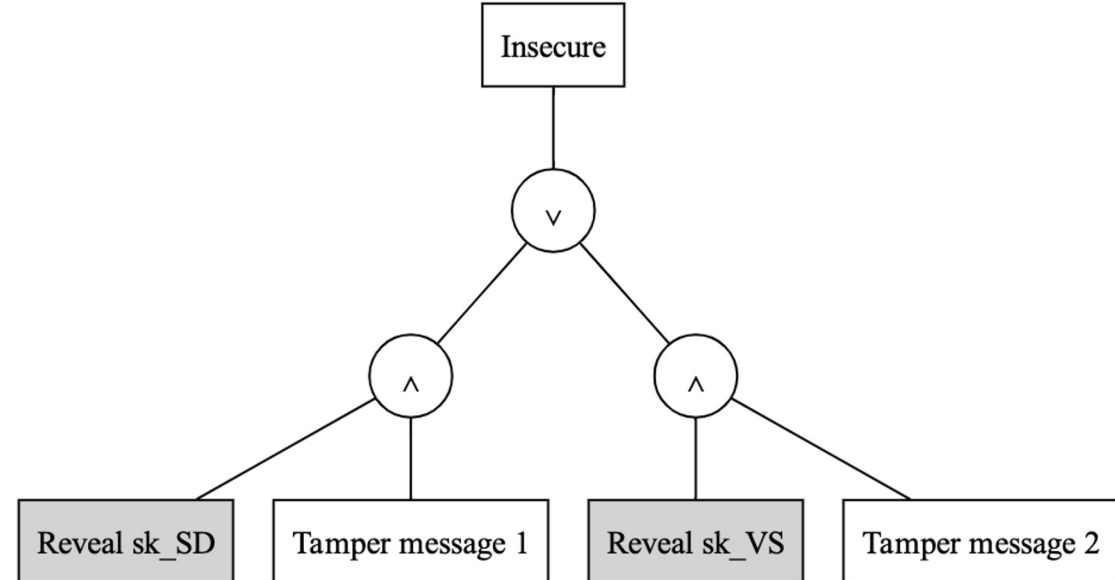 Insecure
∨
∧ ∧
Reveal sk_SD Tamper message 1 Reveal sk_VS Tamper message 2